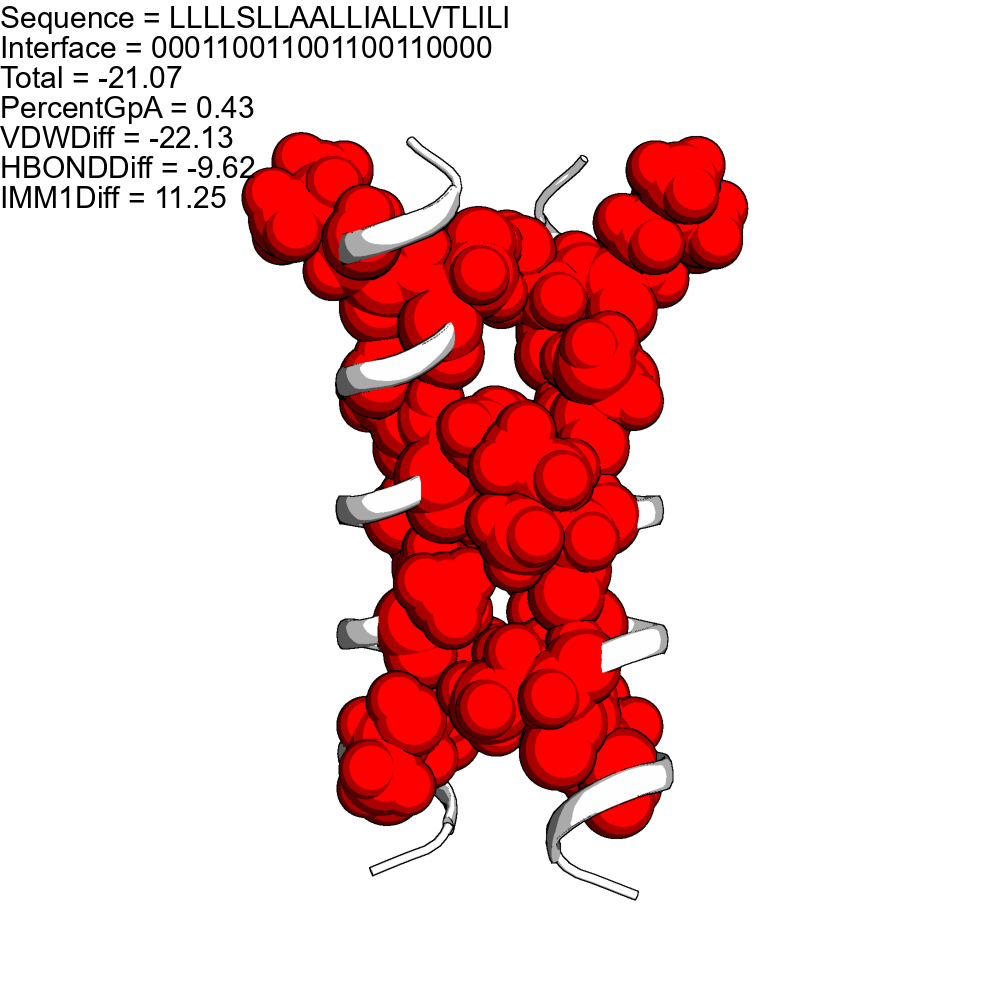 Sequence = LLLLSLLAALLIALLVTLILI
Interface = 000110011001100110000
Total = -21.07
PercentGpA = 0.43
VDWDiff = -22.13
HBONDDiff = -9.62
IMM1Diff = 11.25